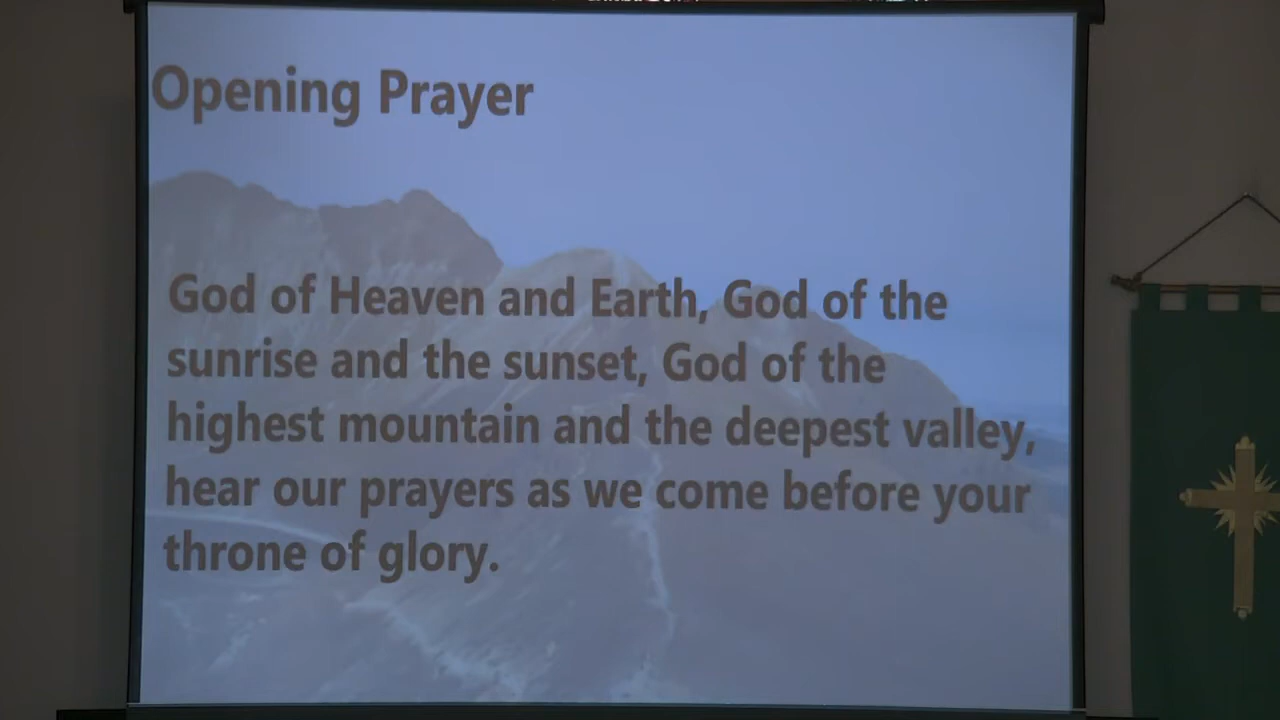 Opening Prayer
God of Heaven and Earth, God of the
sunrise and the sunset, God of the
highest mountain and the deepest valley,
hear our prayers as we come before your
throne of glory.